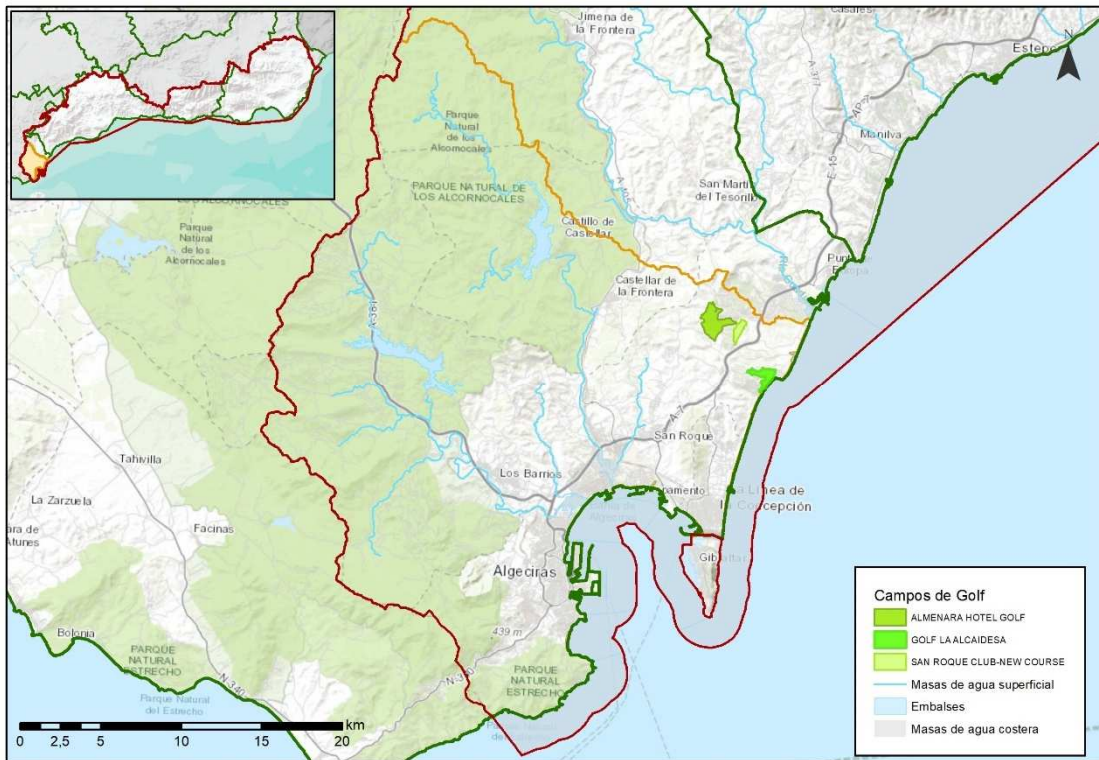 Jimena de
la Frontera
Casares
Estepona
N
A-377
AP-7
E-15
Manilva
Parque
Natural
de los
Alcornocales
PARQUE NATURAL DE
LOS ALCORNOCALES
San Martín
del Tesorillo
Castillo de
Castellar
Parque
Natural
de los
Alcornocales
Castellar de
la Frontera
A-381
A-7
San Roque
Los Barrios
La Línea de
la Concepción
Gibraltar
Algeciras
Tahivilla
La Zarzuela
Facinas
Bolonia
439 m
N-340
PARQUE
NATURAL
ESTRECHO
PARQUE
NATURAL
ESTRECHO
Parque Natural
del Estrecho
N-340
km
0 2,5 5 10 15 20
Campos de Golf
ALMENARA HOTEL GOLF
GOLF LA ALCAIDESA
SAN ROQUE CLUB-NEW COURSE
Masas de agua superficial
Embalses
Masas de agua costera